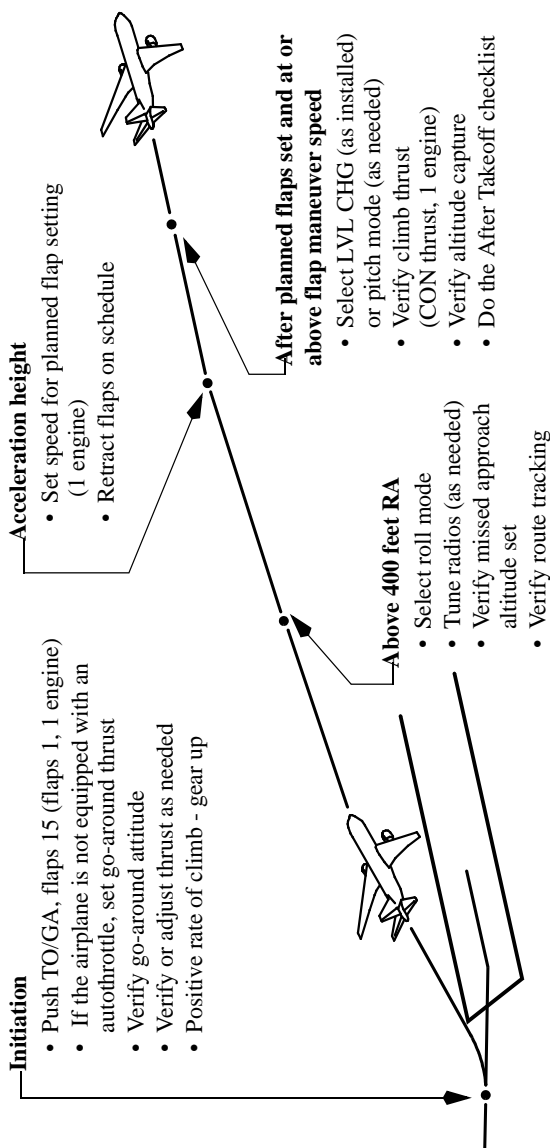 Initiation
• Push TO/GA, flaps 15 (flaps 1, 1 engine)
• If the airplane is not equipped with an
autothrottle, set go-around thrust
• Verify go-around attitude
• Verify or adjust thrust as needed
• Positive rate of climb - gear up
Above 400 feet RA
• Select roll mode
• Tune radios (as needed)
• Verify missed approach
altitude set
• Verify route tracking
Acceleration height
• Set speed for planned flap setting
(1 engine)
• Retract flaps on schedule
After planned flaps set and at or
above flap maneuver speed
• Select LVL CHG (as installed)
or pitch mode (as needed)
• Verify climb thrust
(CON thrust, 1 engine)
• Verify altitude capture
• Do the After Takeoff checklist